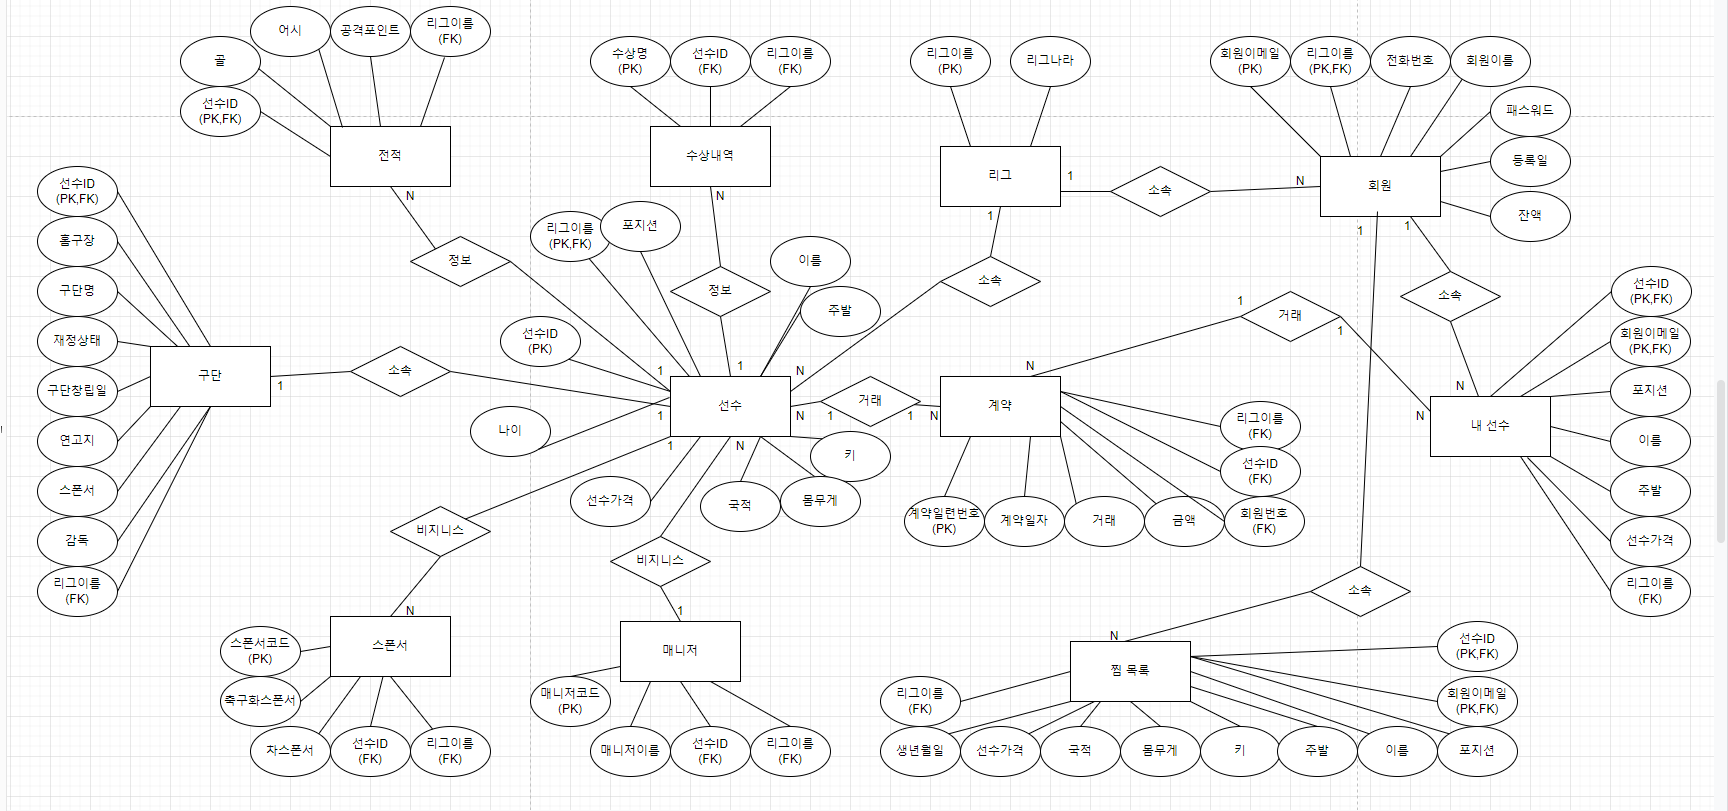 어시
공격포인트
리그이름
(FK)
골
선수ID
(PK,FK)
전적
N
정보
수상명
(PK)
선수ID
(FK)
리그이름
(FK)
수상내역
N
정보
1
리그이름
(PK)
리그나라
리그
1
소속
N
1
소속
N
회원이메일
(PK)
리그이름
(PK,FK)
전화번호
회원이름
패스워드
등록일
잔액
회원
1
1
소속
N
선수ID
(PK,FK)
홈구장
구단명
재정상태
구단창립일
연고지
스폰서
감독
리그이름
(FK)
구단
1
소속
1
리그이름
(PK,FK)
포지션
이름
주발
선수ID
(PK)
나이
선수가격
국적
몸무게
키
선수
1
1
N
N
거래
1
1
N
계약
N
1
거래
1
N
리그이름
(FK)
선수ID
(FK)
계약일련번호
(PK)
계약일자
거래
금액
회원번호
(FK)
내 선수
선수ID
(PK,FK)
회원이메일
(PK,FK)
포지션
이름
주발
선수가격
리그이름
(FK)
비지니스
N
스폰서
스폰서코드
(PK)
축구화스폰서
차스폰서
선수ID
(FK)
리그이름
(FK)
비지니스
1
매니저
매니저코드
(PK)
매니저이름
선수ID
(FK)
리그이름
(FK)
소속
N
찜 목록
선수ID
(PK,FK)
회원이메일
(PK,FK)
리그이름
(FK)
생년월일
선수가격
국적
몸무게
키
주발
이름
포지션